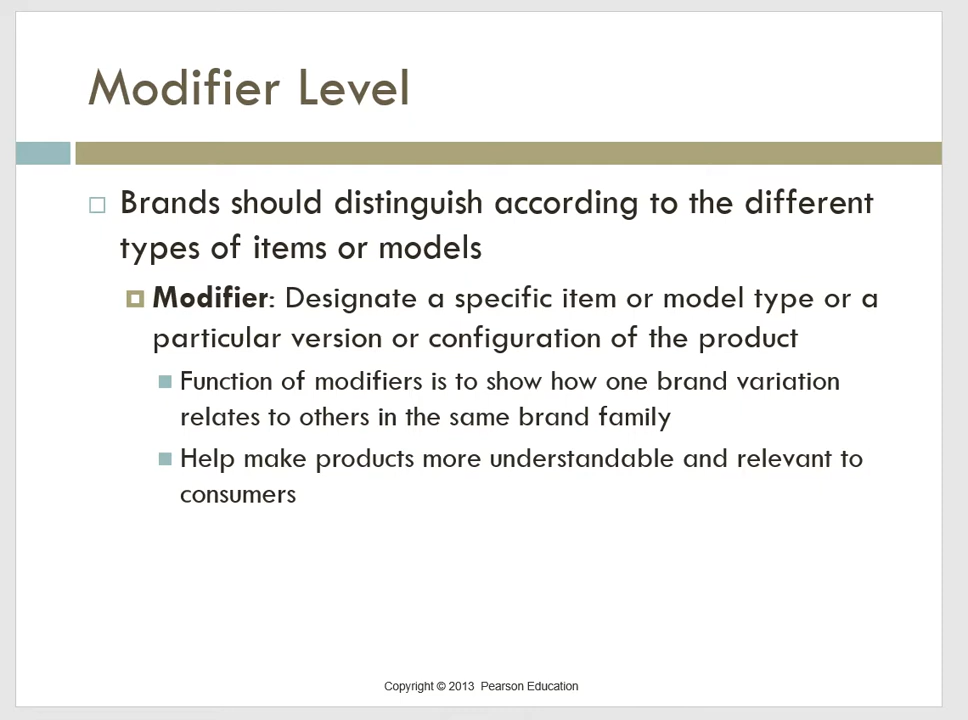 Modifier Level
Brands should distinguish according to the different
types of items or models
Modifier: Designate a specific item or model type or a
particular version or configuration of the product
Function of modifiers is to show how one brand variation
relates to others in the same brand family
Help make products more understandable and relevant to
consumers
Copyright © 2013 Pearson Education